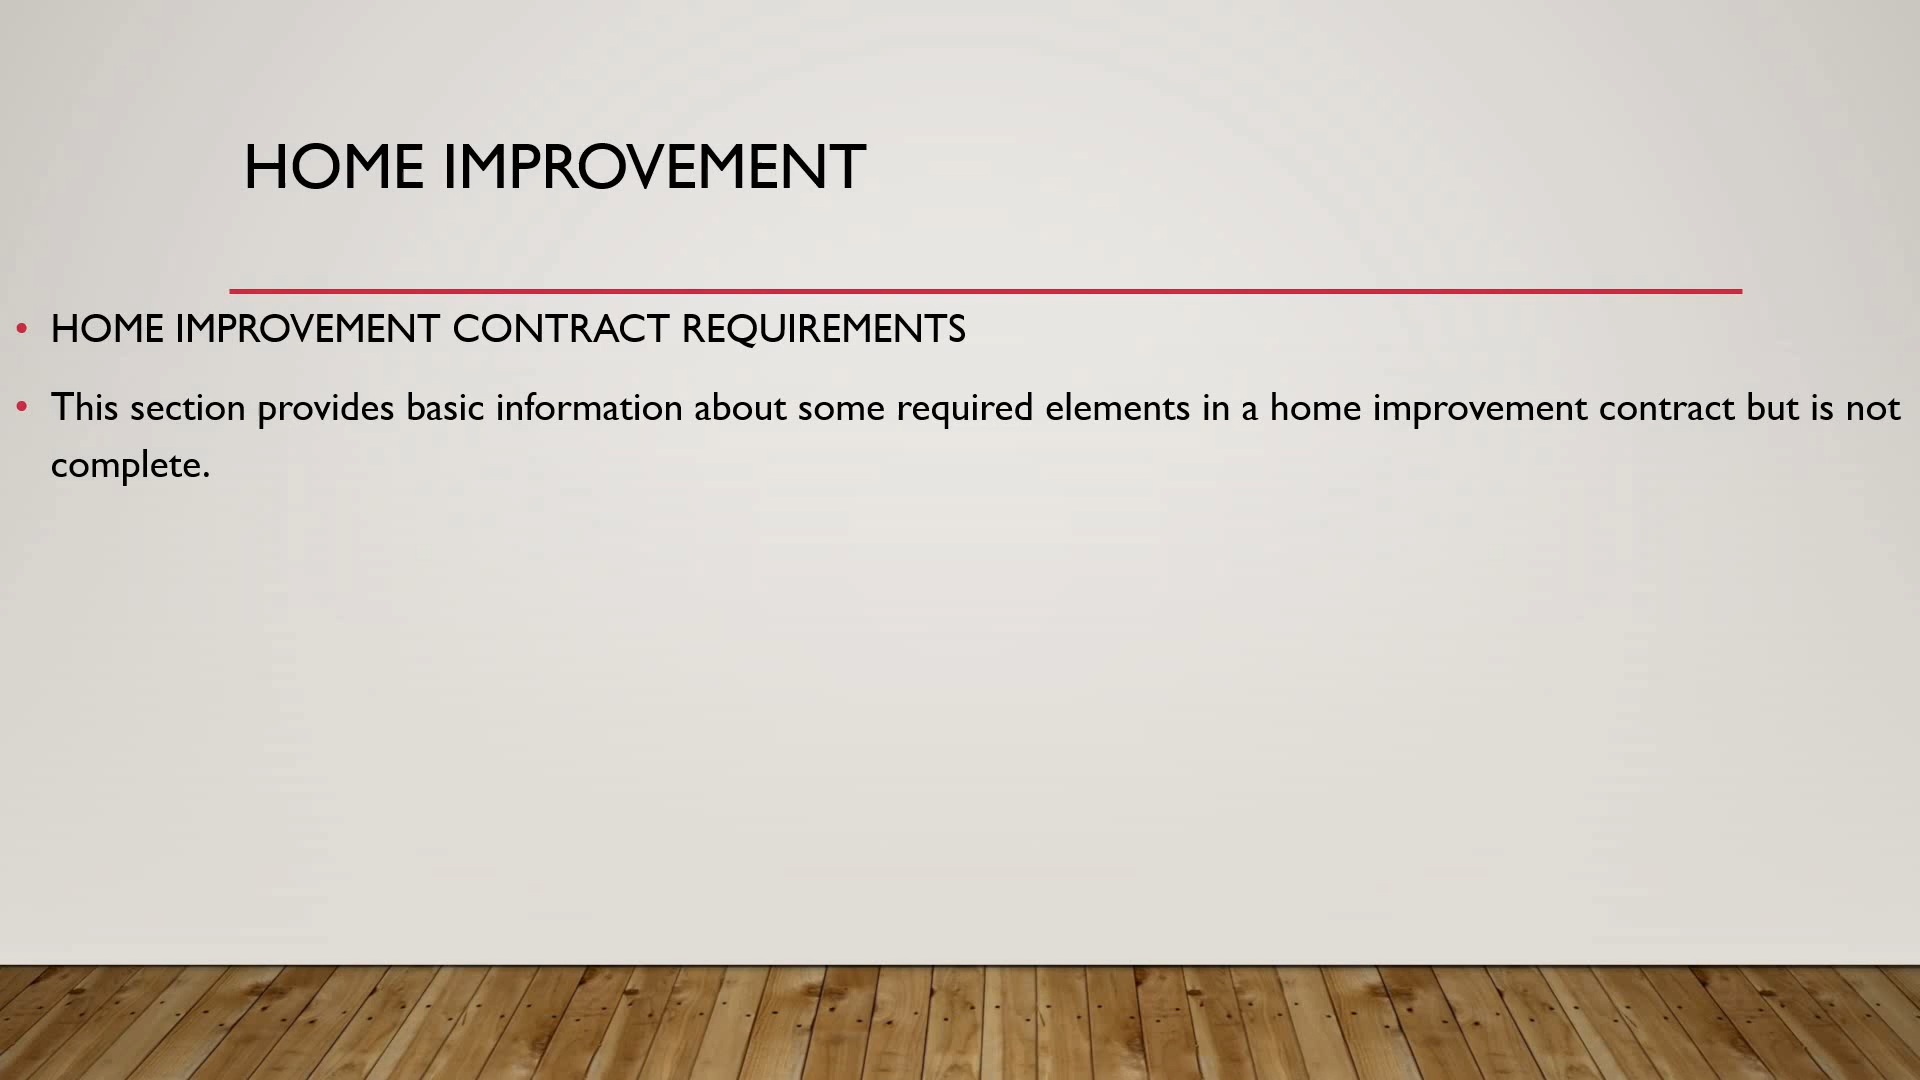 HOME IMPROVEMENT
• HOME IMPROVEMENT CONTRACT REQUIREMENTS
• This section provides basic information about some required elements in a home improvement contract but is not
complete.